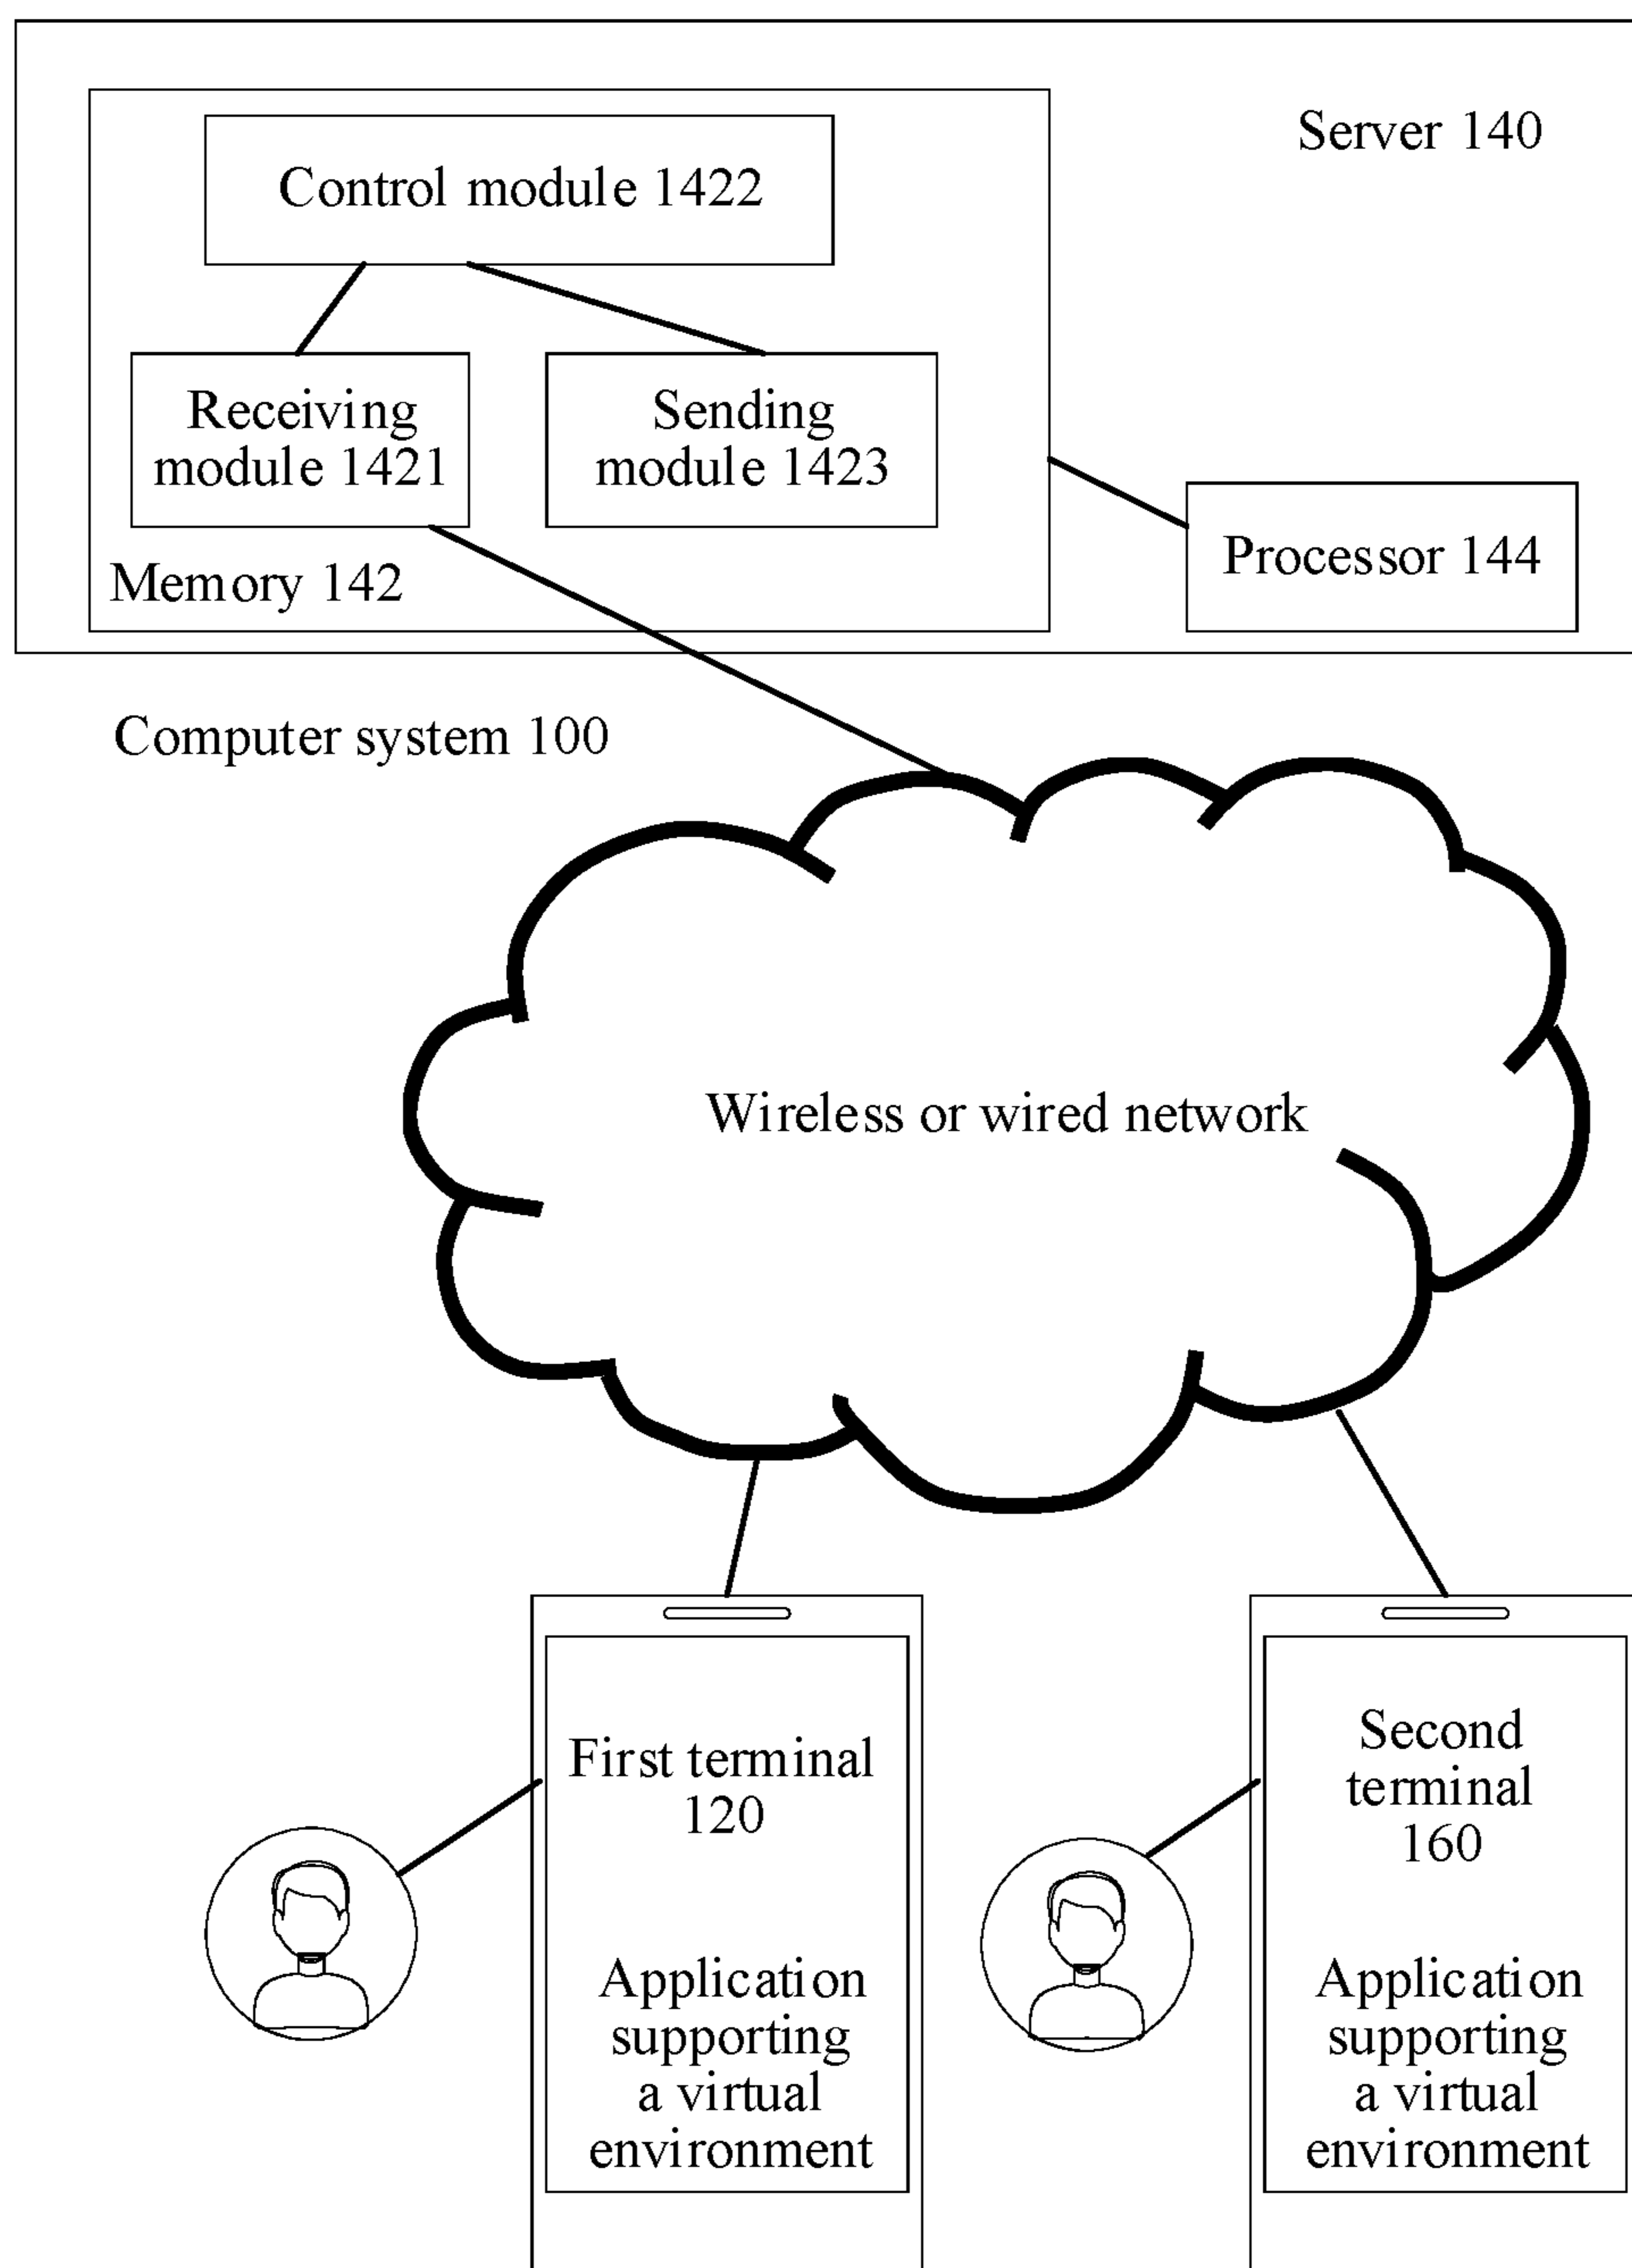 Server 140
Control module 1422
Receiving
module 1421
Sending
module 1423
Memory 142
Processor 144
Computer system 100
Wireless or wired network
First terminal
120
Application
supporting
a virtual
environment
Second
terminal
160
Application
supporting
a virtual
environment